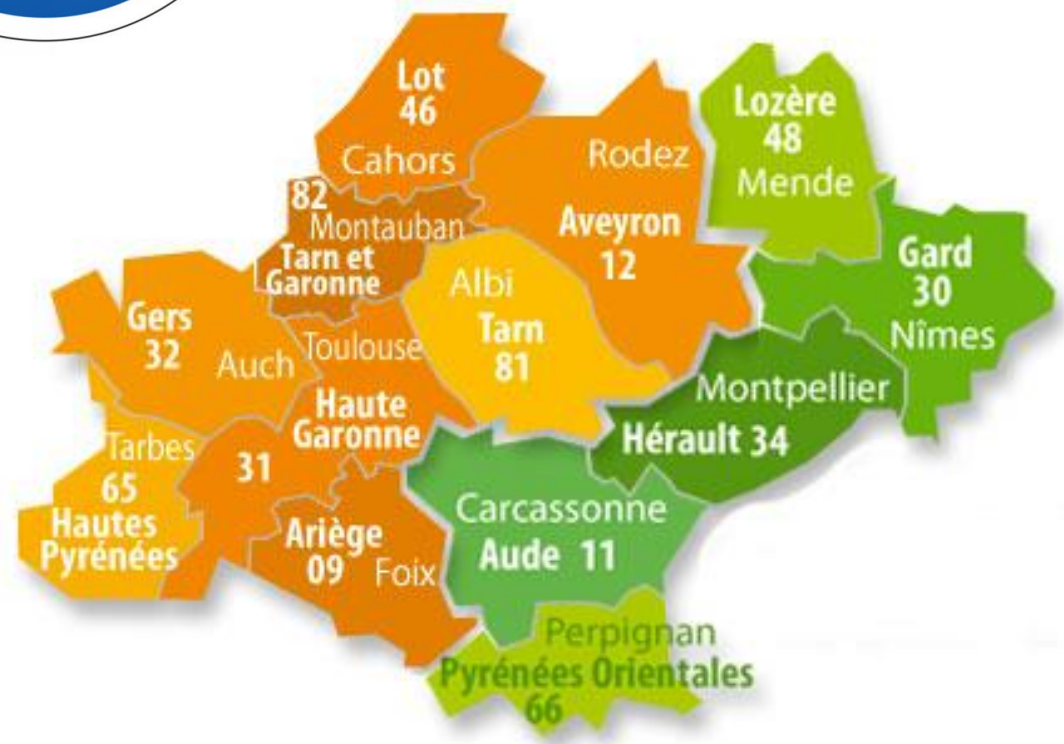 Lot
46
Cahors
Lozère
48
Mende
Rodez
Aveyron
12
82
Montauban
Tarn et
Garonne
Gard
30
Nîmes
Albi
Tarn
81
Gers
32
Auch
Toulouse
Haute
Garonne
31
Montpellier
Hérault 34
Tarbes
65
Hautes
Pyrénées
Ariège
09 Foix
Carcassonne
Aude 11
Perpignan
Pyrénées Orientales
66